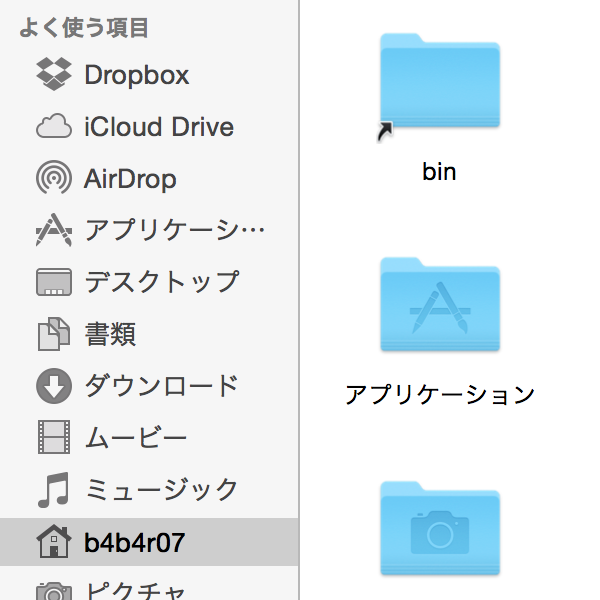 よく使う項目
Dropbox
iCloud Drive
AirDrop
アプリケーシ…
デスクトップ
書類
ダウンロード
ムービー
ミュージック
b4b4r07
ピクチャ
bin
アプリケーション